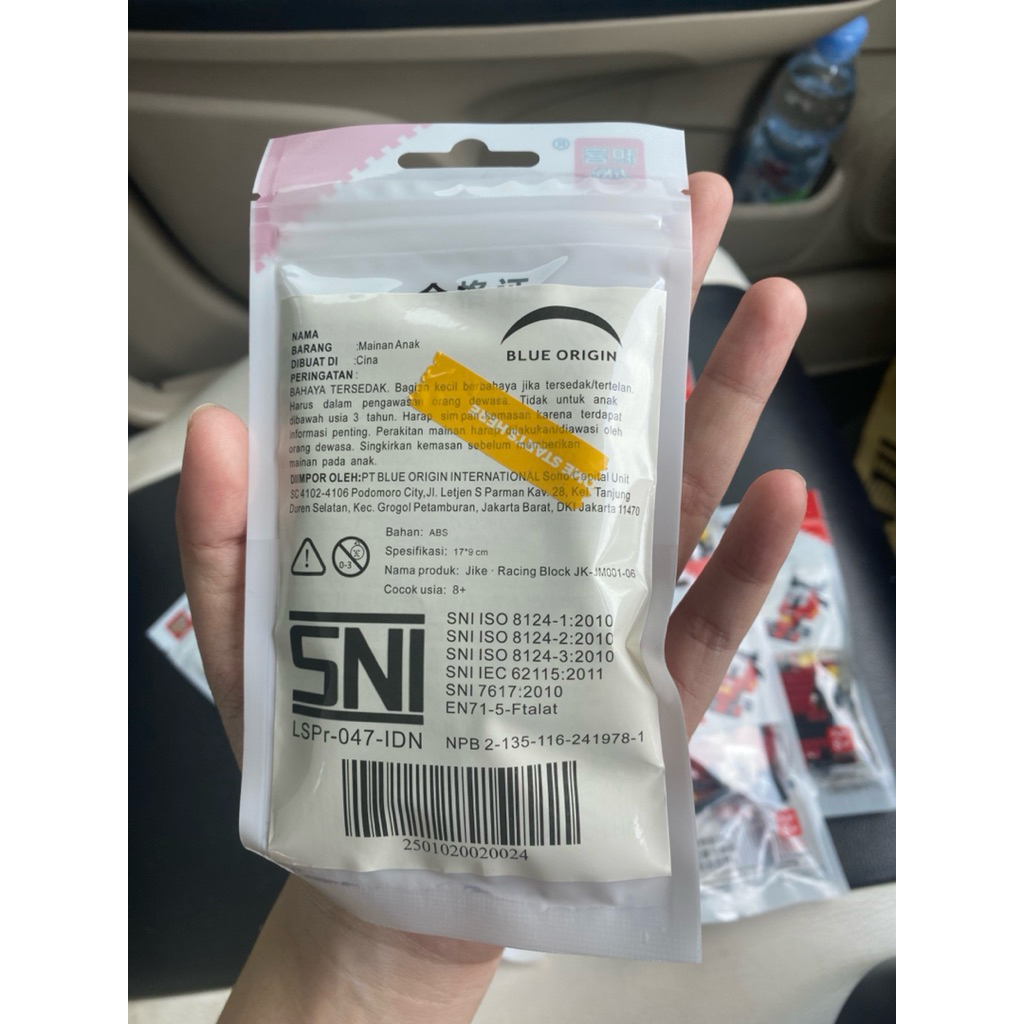 ®
合格证
BLUE ORIGIN
NAMA
BARANG :Mainan Anak
DIBUAT DI :Cina
PERINGATAN :
BAHAYA TERSEDAK. Bagian kecil berbahaya jika tersedak/tertelan.
Harus dalam pengawasan orang dewasa. Tidak untuk anak
dibawah usia 3 tahun. Harap simpan kemasan karena terdapat
informasi penting. Perakitan mainan harus dilakukan/diawasi oleh
orang dewasa. Singkirkan kemasan sebelum memberikan
mainan pada anak.
DIIMPOR OLEH:PT BLUE ORIGIN INTERNATIONAL Soho Capital Unit
SC 4102-4106 Podomoro City,Jl. Letjen S Parman Kav. 28, Kel. Tanjung
Duren Selatan, Kec. Grogol Petamburan, Jakarta Barat, DKI Jakarta 11470
STARTS HERE
Bahan: ABS
Spesifikasi: 17*9 cm
Nama produk: Jike · Racing Block JK-JM001-06
Cocok usia: 8+
0-3
SNI
LSPr-047-IDN
SNI ISO 8124-1:2010
SNI ISO 8124-2:2010
SNI ISO 8124-3:2010
SNI IEC 62115:2011
SNI 7617:2010
EN71-5-Ftalat
NPB 2-135-116-241978-1
2501020020024